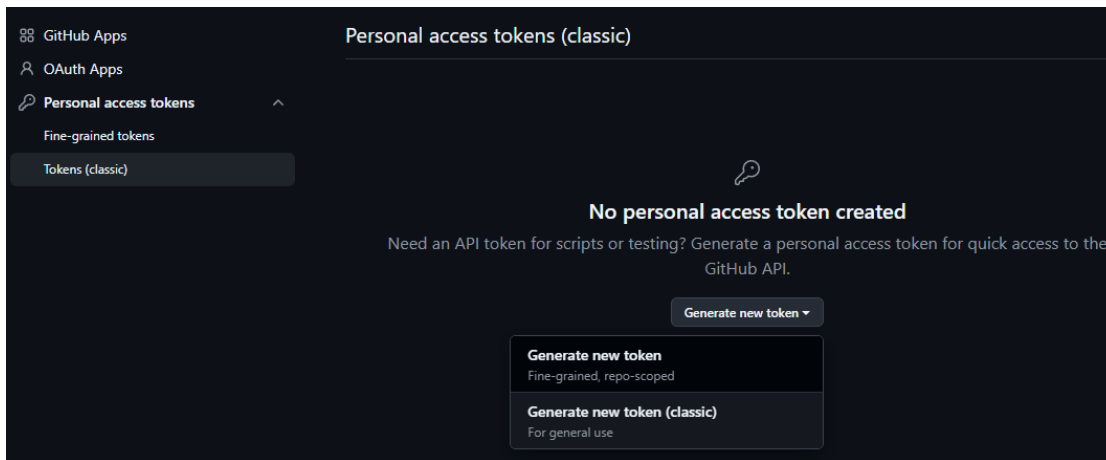 GitHub Apps
OAuth Apps
Personal access tokens
Fine-grained tokens
Tokens (classic)
Personal access tokens (classic)
No personal access token created
Need an API token for scripts or testing? Generate a personal access token for quick access to the
GitHub API.
Generate new token
Generate new token
Fine-grained, repo-scoped
Generate new token (classic)
For general use